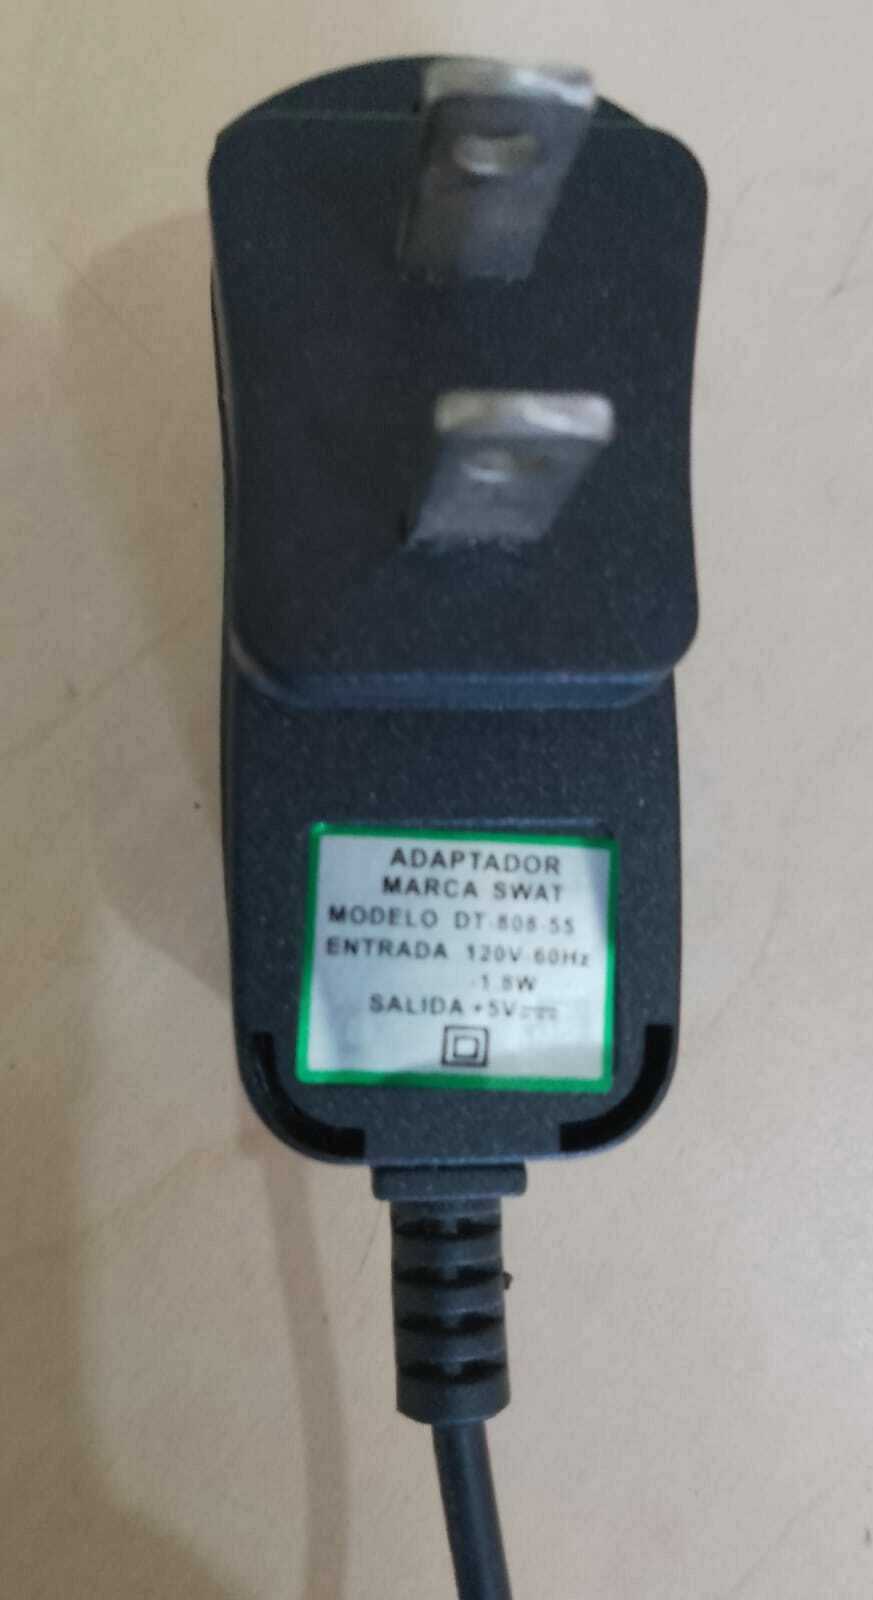 ADAPTADOR
MARCA SWAT
MODELO DT-808-55
ENTRADA 120V-60Hz
-1.8W
SALIDA +5V⎓